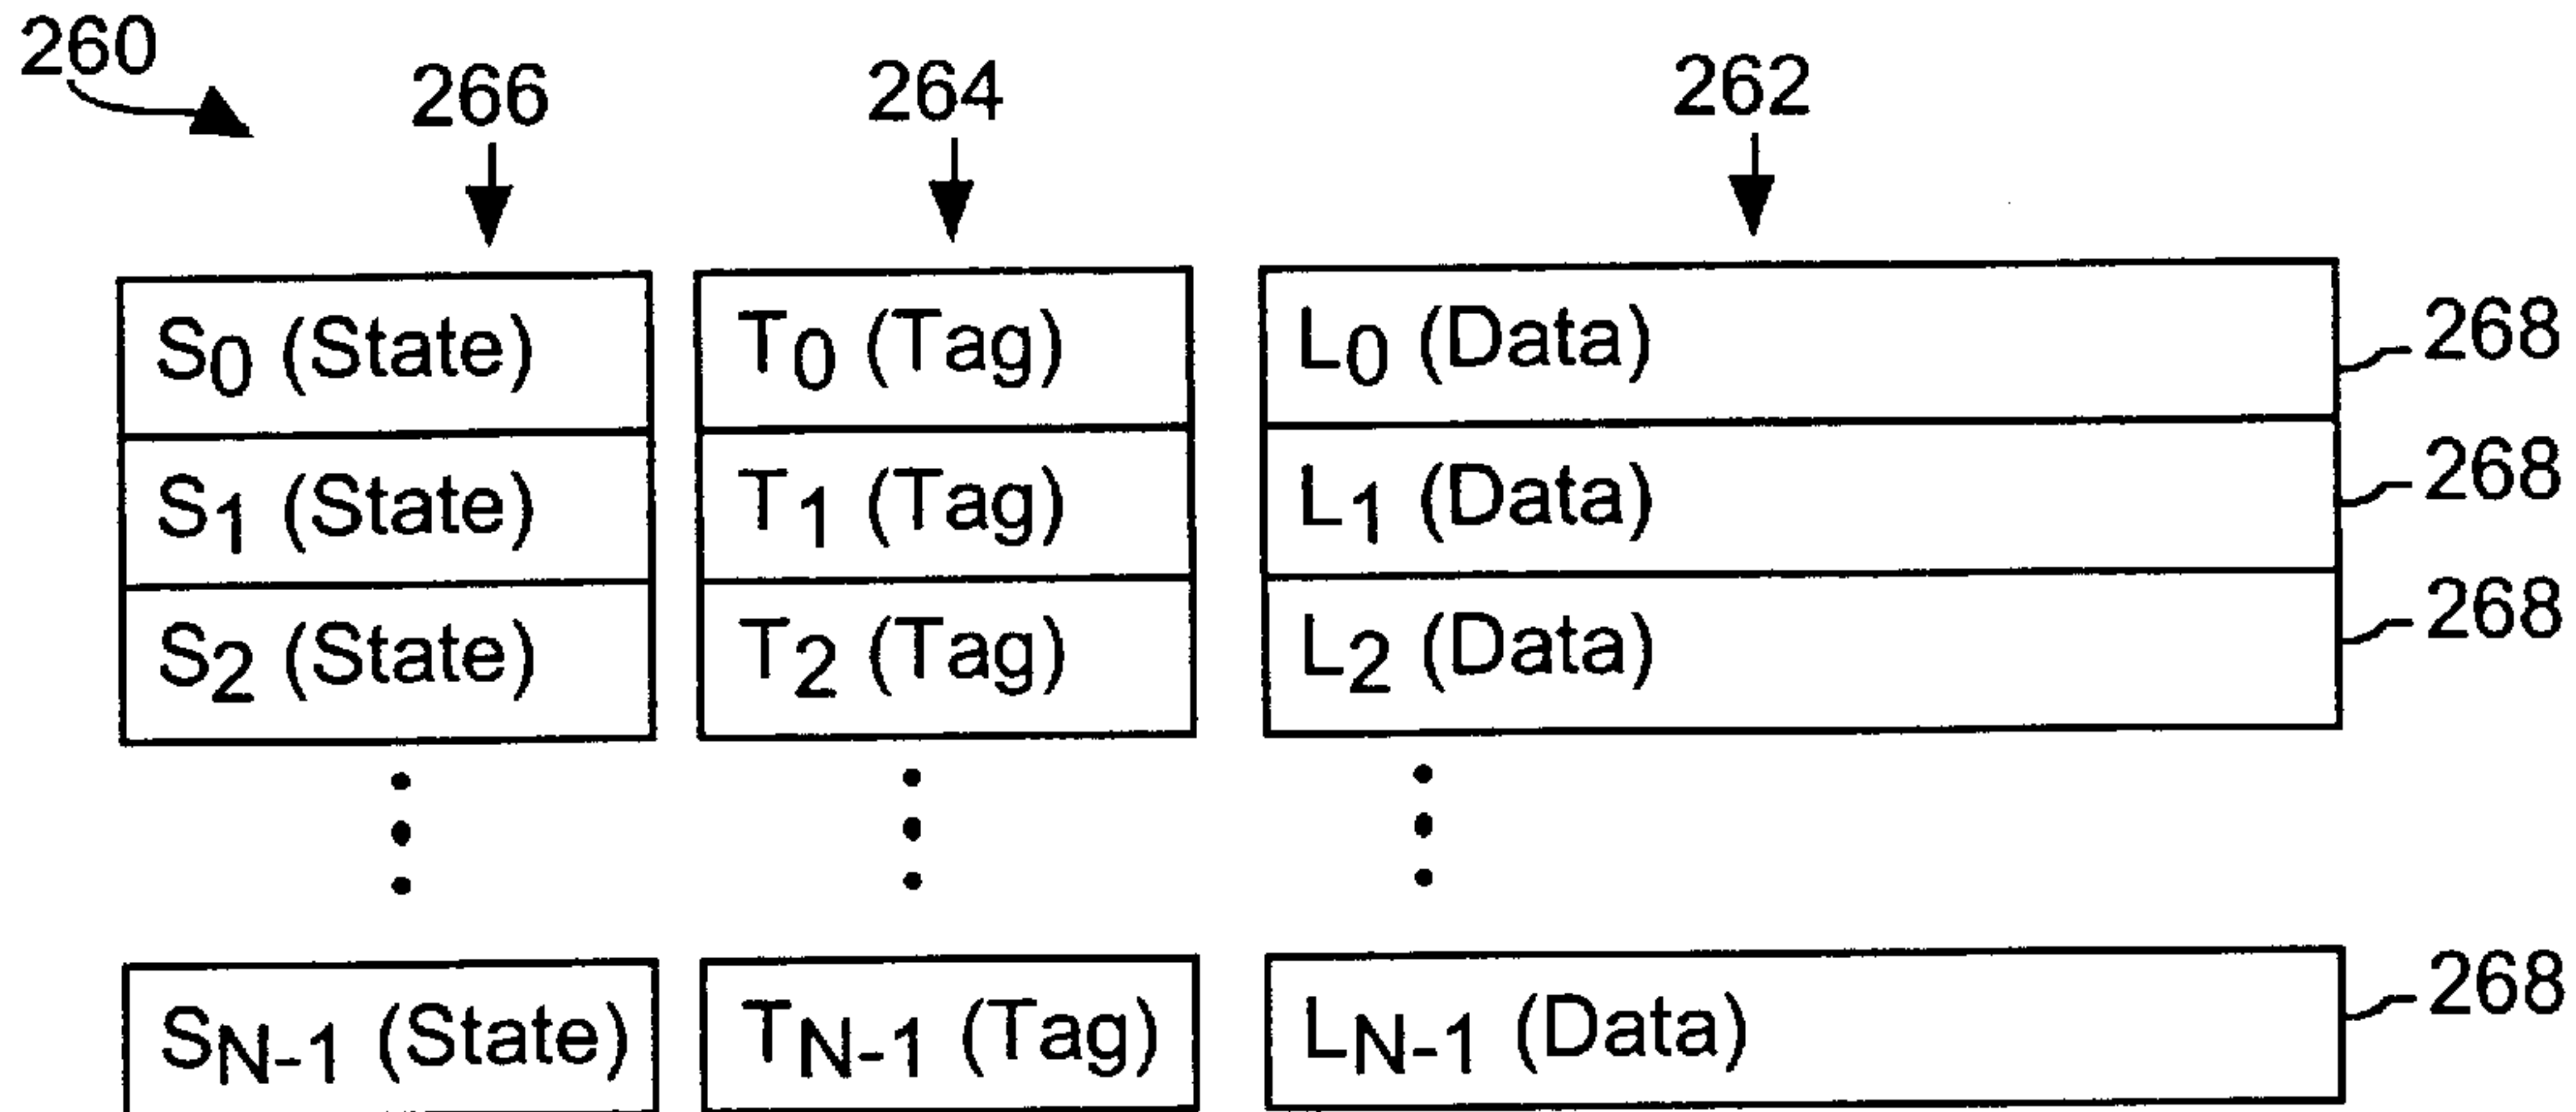 260
266 264 262
S0 (State) T0 (Tag) L0 (Data) 268
S1 (State) T1 (Tag) L1 (Data) 268
S2 (State) T2 (Tag) L2 (Data) 268
SN-1 (State) TN-1 (Tag) LN-1 (Data) 268